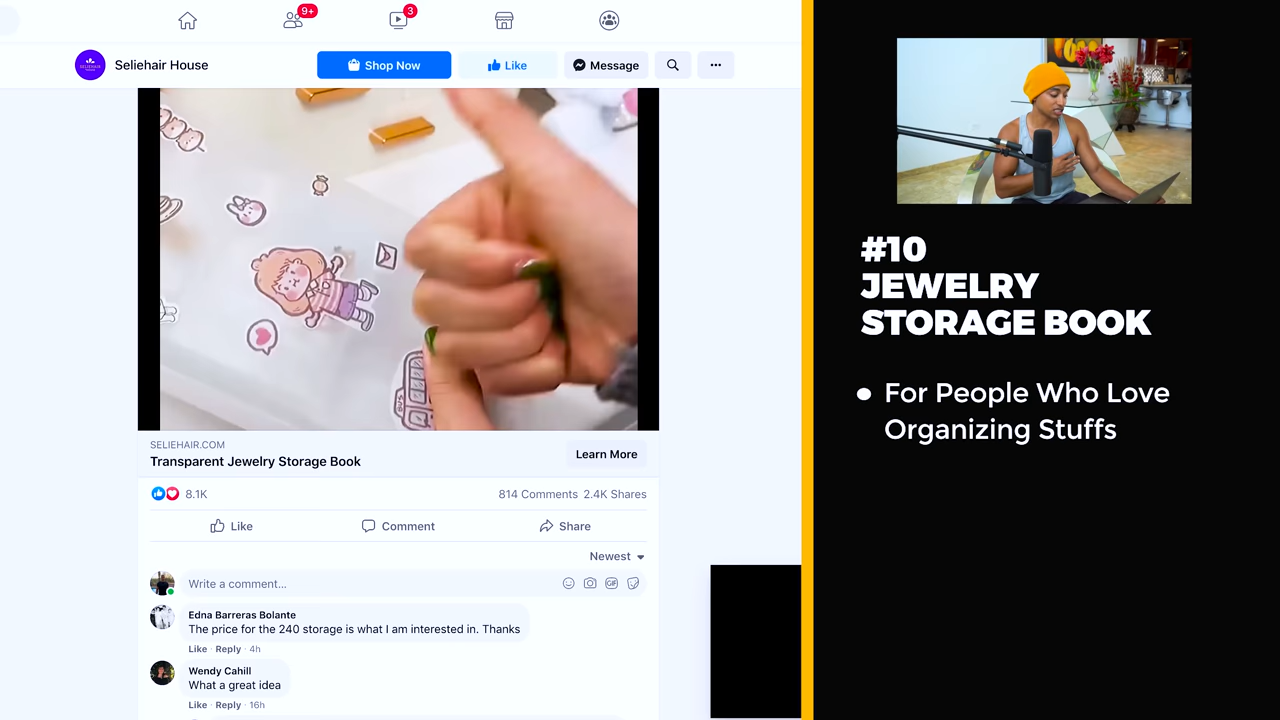 9+
3
Seliehair House
Shop Now
Like
Message
SELIEHAIR.COM
Transparent Jewelry Storage Book
Learn More
8.1K
814 Comments 2.4K Shares
Like
Comment
Share
Newest
Write a comment...
GIF
Edna Barreras Bolante
The price for the 240 storage is what I am interested in. Thanks
Like · Reply · 4h
Wendy Cahill
What a great idea
Like · Reply · 16h
#10
JEWELRY
STORAGE BOOK
● For People Who Love
Organizing Stuffs